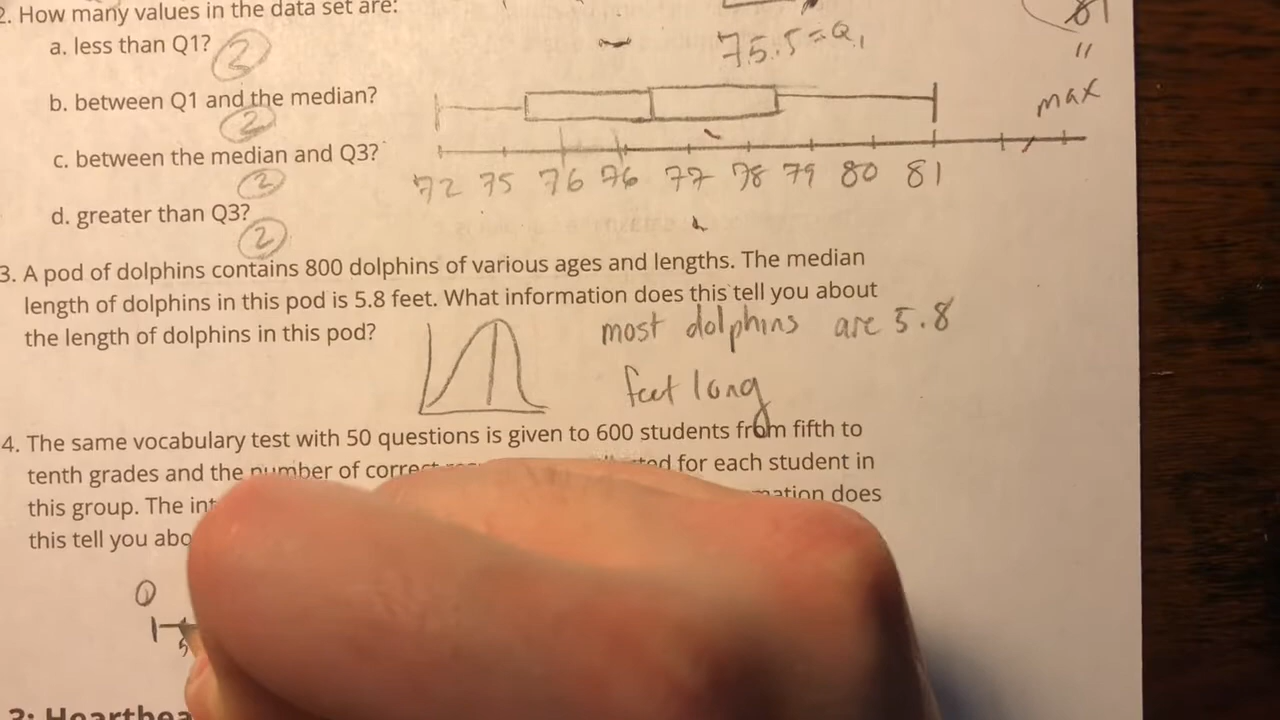 2. How many values in the data set are:
a. less than Q1?
2
75.5 = Q1
81
"
max
b. between Q1 and the median?
2
c. between the median and Q3?
2
72 75 76 76 77 78 79 80 81
d. greater than Q3?
2
3. A pod of dolphins contains 800 dolphins of various ages and lengths. The median
length of dolphins in this pod is 5.8 feet. What information does this tell you about
the length of dolphins in this pod?
most dolphins are 5.8
feet long
4. The same vocabulary test with 50 questions is given to 600 students from fifth to
tenth grades and the number of correct for each student in
this group. The does
this tell you
0
5